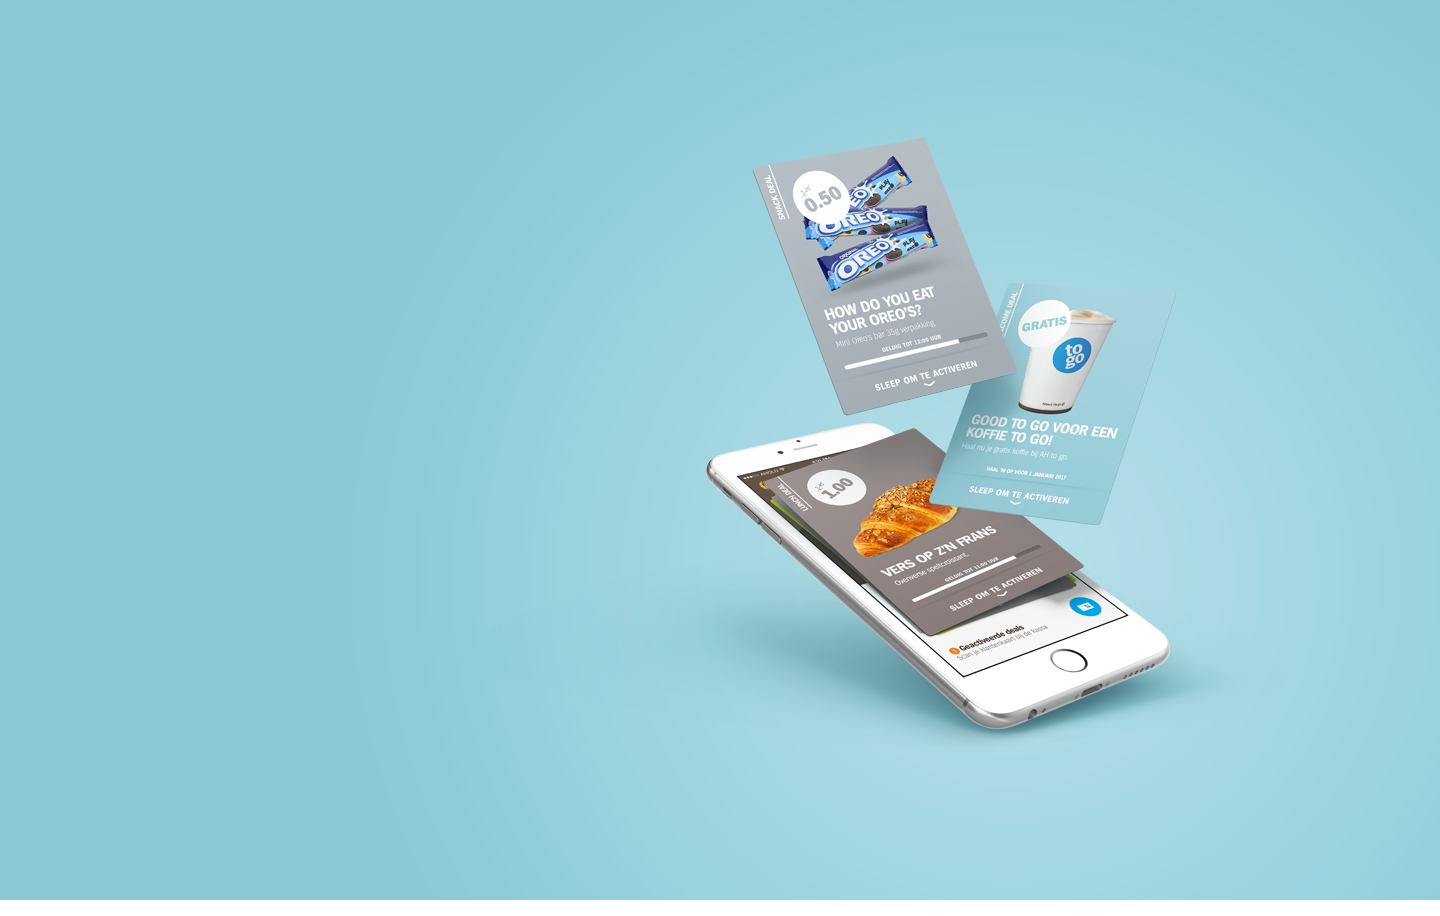 SNACK DEAL
0.50
OREO
OREO
OREO
HOW DO YOU EAT
YOUR OREO'S?
Mini Oreo's bar 35g verpakking.
GELDIG TOT 12:00 UUR
SLEEP OM TE ACTIVEREN
COME DEAL
GRATIS
to
go
GOOD TO GO VOOR EEN
KOFFIE TO GO!
Haal nu je gratis koffie bij AH to go.
HAAL 'M OP VOOR 1 JANUARI 2017
SLEEP OM TE ACTIVEREN
AHOLD
LUNCH DEAL
1.00
VERS OP Z'N FRANS
Ovenverse speltcroissant.
GELDIG TOT 11:00 UUR
SLEEP OM TE ACTIVEREN
Geactiveerde deals
Scan je klantenkaart bij de kassa